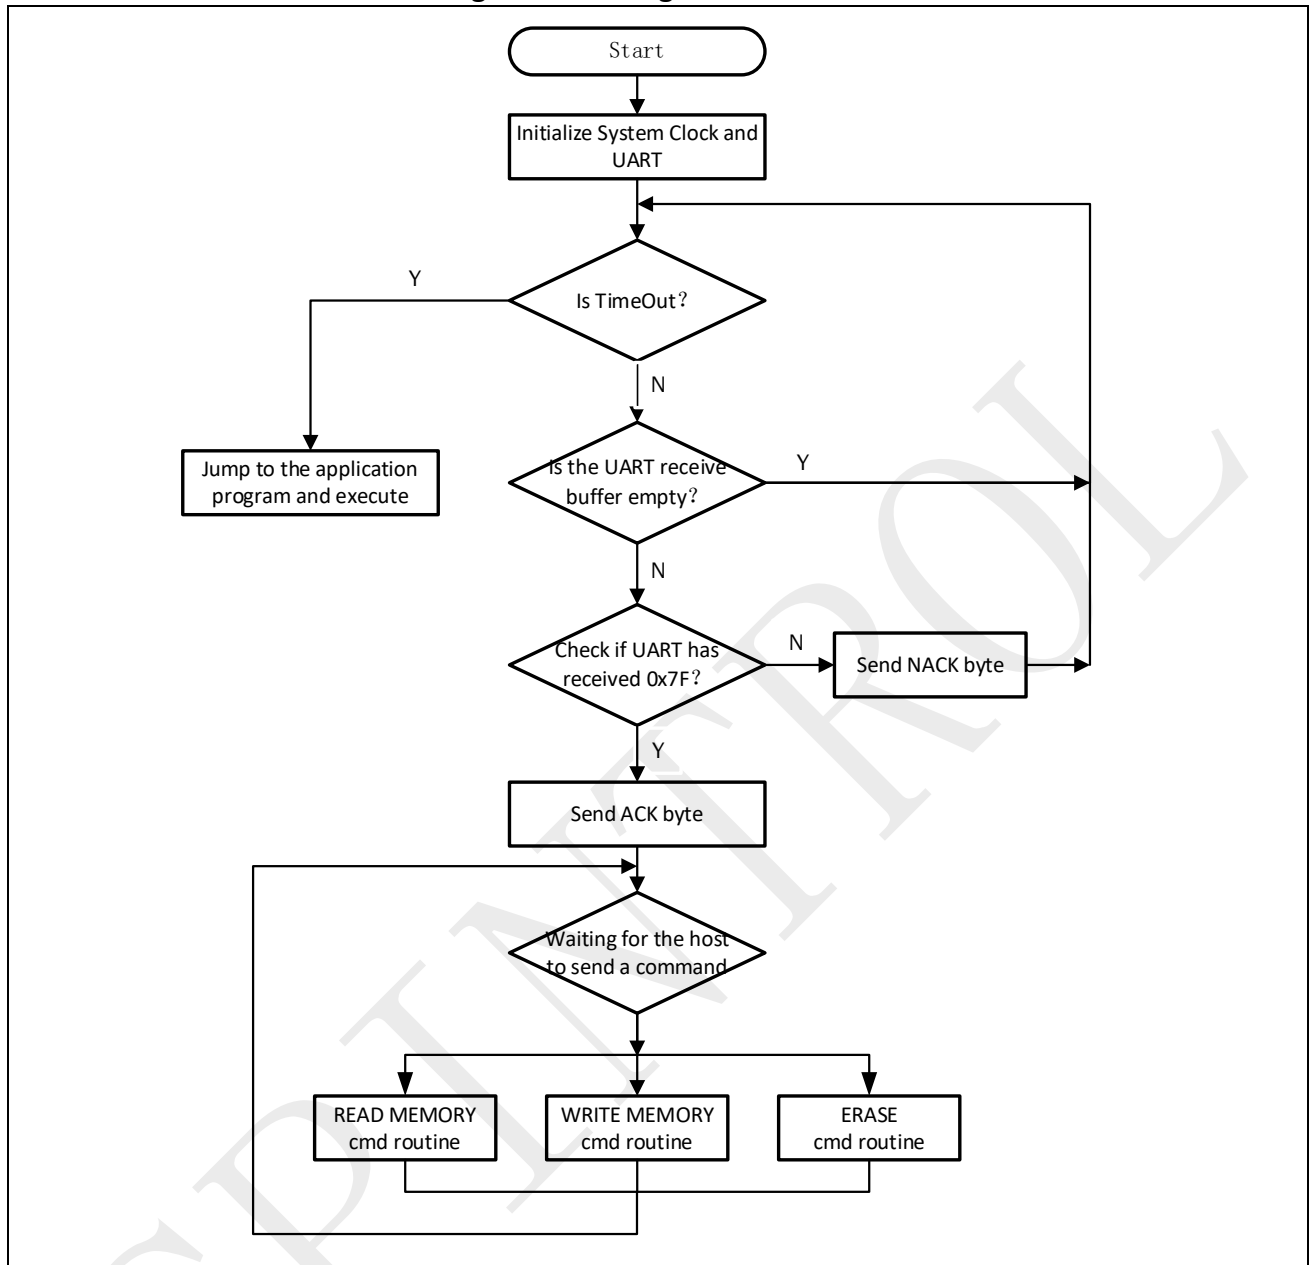 Start
Initialize System Clock and
UART
Y
Is TimeOut？
N
Jump to the application
program and execute
Is the UART receive
buffer empty？
Y
N
Check if UART has
received 0x7F？
N
Send NACK byte
Y
Send ACK byte
Waiting for the host
to send a command
READ MEMORY
cmd routine
WRITE MEMORY
cmd routine
ERASE
cmd routine
SPINTROL